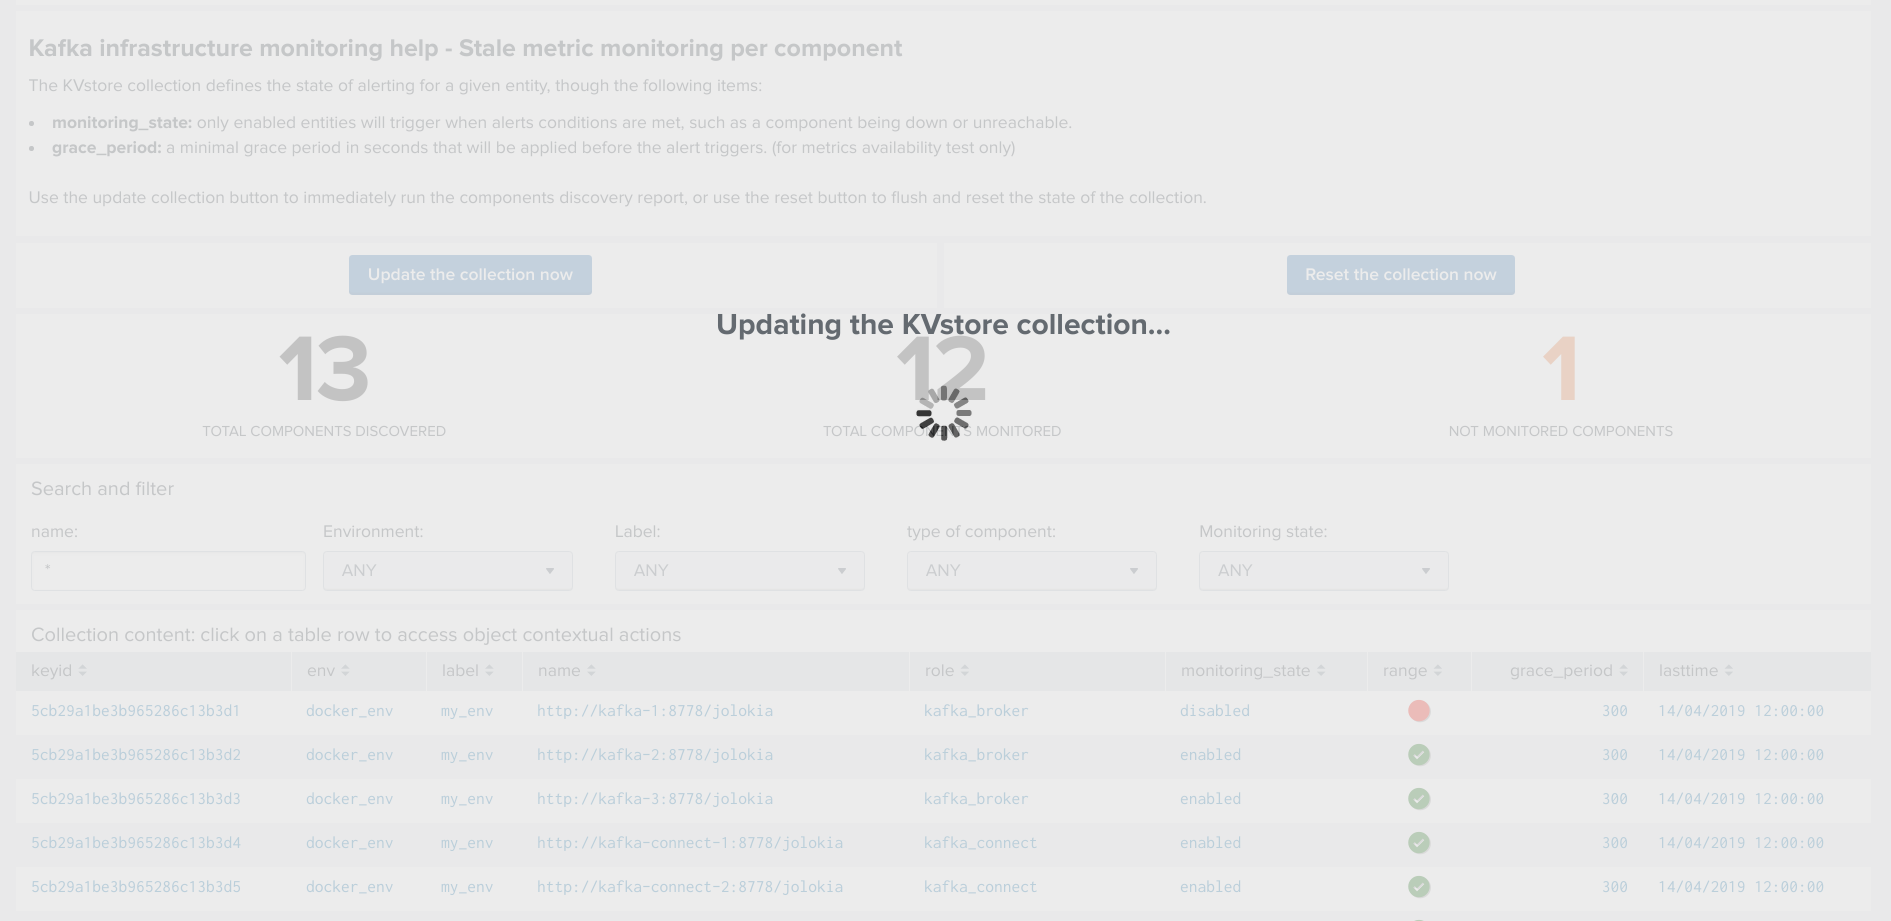 Kafka infrastructure monitoring help - Stale metric monitoring per component
The KVstore collection defines the state of alerting for a given entity, though the following items:
• monitoring_state: only enabled entities will trigger when alerts conditions are met, such as a component being down or unreachable.
• grace_period: a minimal grace period in seconds that will be applied before the alert triggers. (for metrics availability test only)
Use the update collection button to immediately run the components discovery report, or use the reset button to flush and reset the state of the collection.
Update the collection now Reset the collection now
Updating the KVstore collection...
13 12 1
TOTAL COMPONENTS DISCOVERED TOTAL COMPONENTS MONITORED NOT MONITORED COMPONENTS
Search and filter
name: Environment: Label: type of component: Monitoring state:
* ANY ANY ANY ANY
Collection content: click on a table row to access object contextual actions
keyid env label name role monitoring_state range grace_period lasttime
5cb29a1be3b965286c13b3d1 docker_env my_env http://kafka-1:8778/jolokia kafka_broker disabled 300 14/04/2019 12:00:00
5cb29a1be3b965286c13b3d2 docker_env my_env http://kafka-2:8778/jolokia kafka_broker enabled 300 14/04/2019 12:00:00
5cb29a1be3b965286c13b3d3 docker_env my_env http://kafka-3:8778/jolokia kafka_broker enabled 300 14/04/2019 12:00:00
5cb29a1be3b965286c13b3d4 docker_env my_env http://kafka-connect-1:8778/jolokia kafka_connect enabled 300 14/04/2019 12:00:00
5cb29a1be3b965286c13b3d5 docker_env my_env http://kafka-connect-2:8778/jolokia kafka_connect enabled 300 14/04/2019 12:00:00